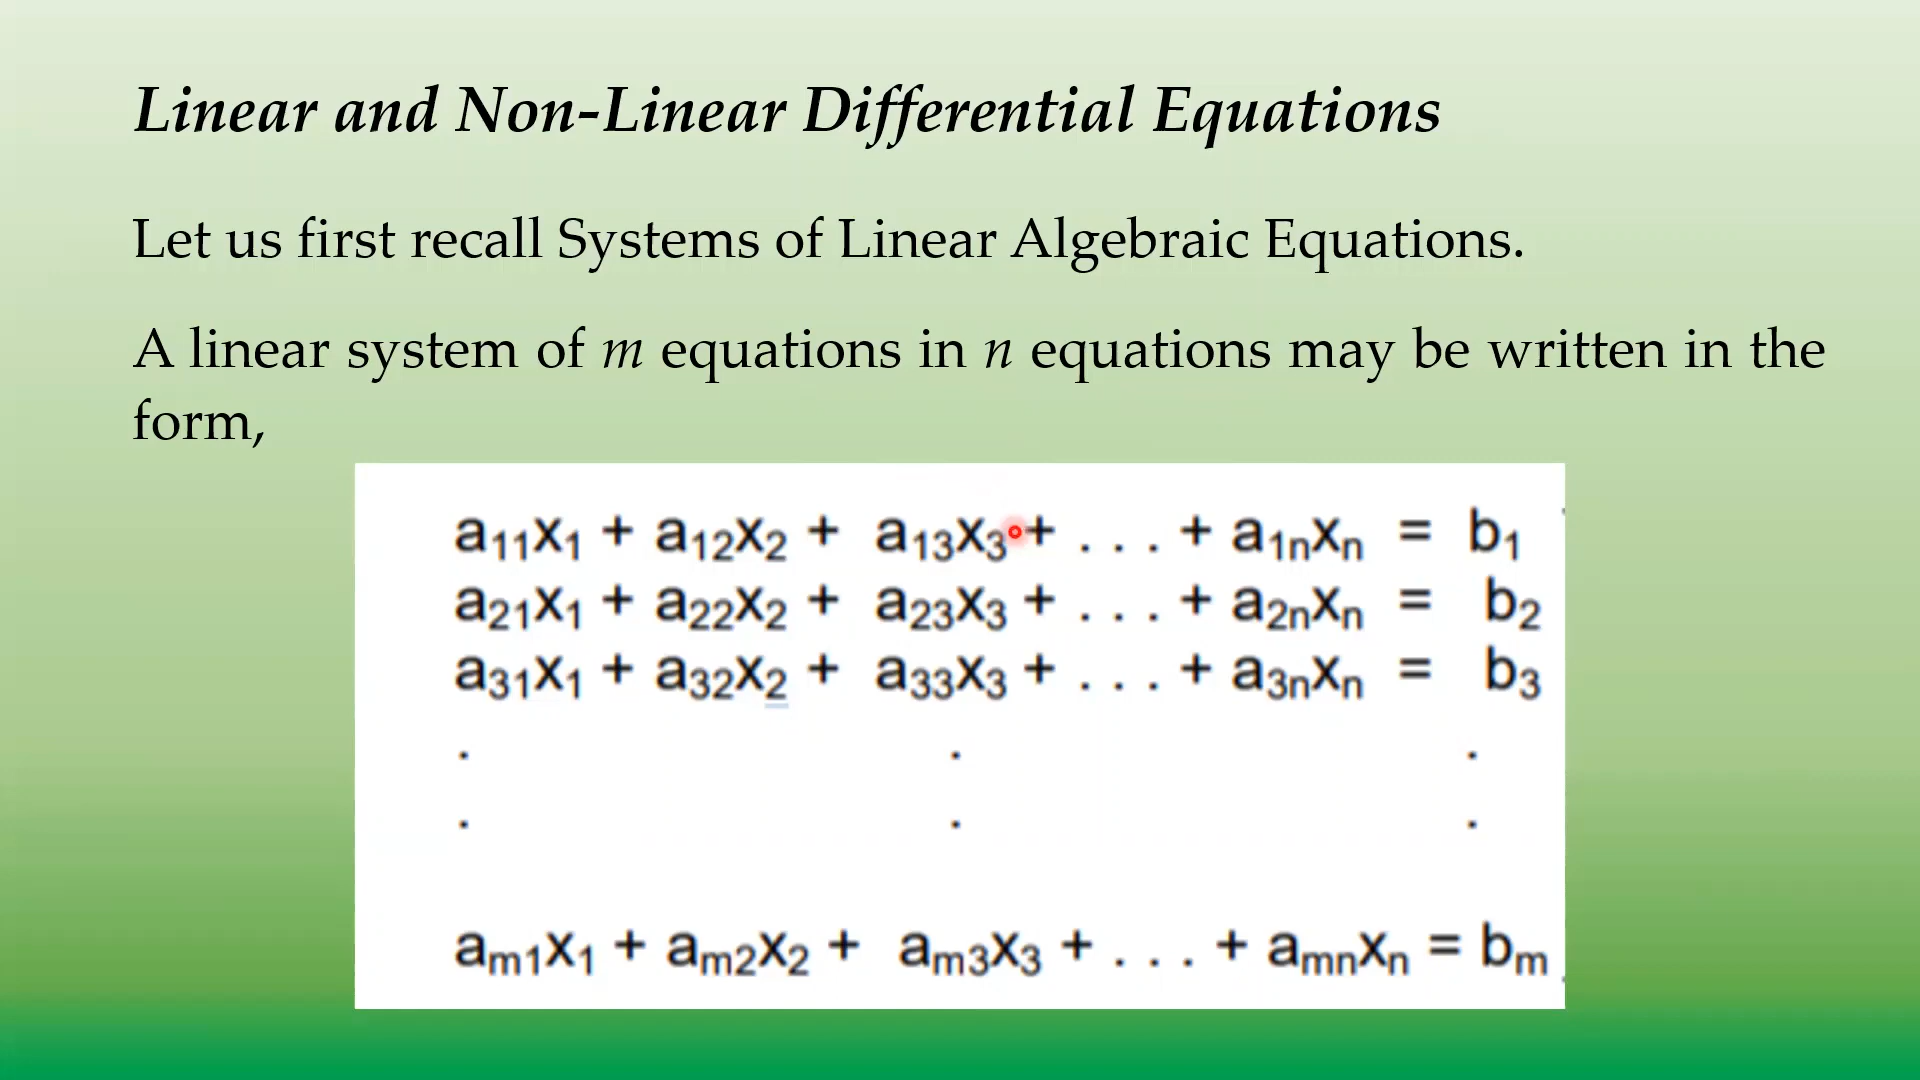 Linear and Non-Linear Differential Equations
Let us first recall Systems of Linear Algebraic Equations.
A linear system of m equations in n equations may be written in the
form,
a₁₁x₁ + a₁₂x₂ + a₁₃x₃ + . . . + a₁ₙxₙ = b₁
a₂₁x₁ + a₂₂x₂ + a₂₃x₃ + . . . + a₂ₙxₙ = b₂
a₃₁x₁ + a₃₂x₂ + a₃₃x₃ + . . . + a₃ₙxₙ = b₃
. . .
. . .
aₘ₁x₁ + aₘ₂x₂ + aₘ₃x₃ + . . . + aₘₙxₙ = bₘ